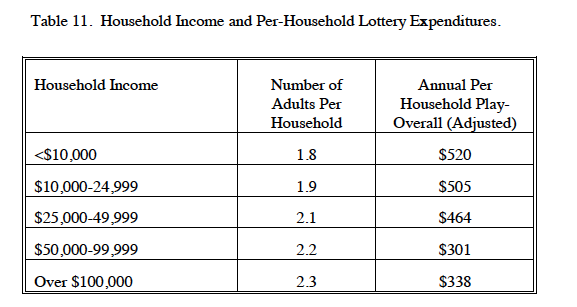 Table 11. Household Income and Per-Household Lottery Expenditures.
Household Income Number of Adults Per Household Annual Per Household Play-Overall (Adjusted)
<$10,000 1.8 $520
$10,000-24,999 1.9 $505
$25,000-49,999 2.1 $464
$50,000-99,999 2.2 $301
Over $100,000 2.3 $338